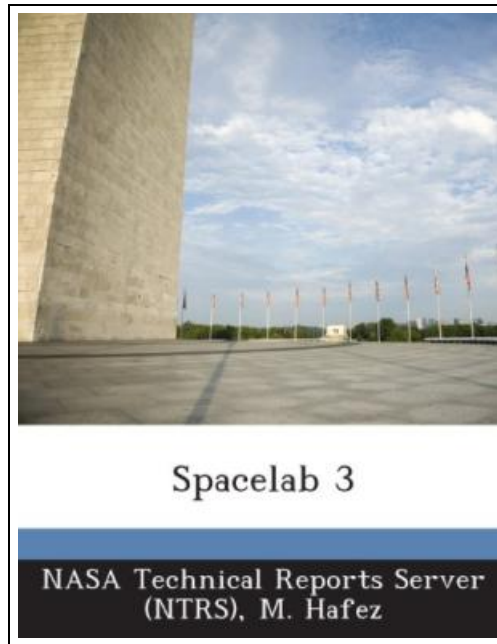 Spacelab 3
NASA Technical Reports Server
(NTRS), M. Hafez